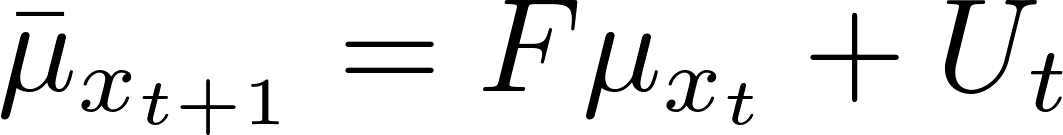 $\bar{\mu}_{x_{t+1}} = F\mu_{x_t} + U_t$